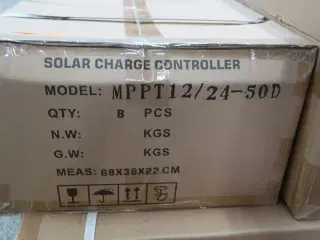 SOLAR CHARGE CONTROLLER
MODEL: MPPT12/24-50D
QTY: 8 PCS
N.W: KGS
G.W: KGS
MEAS: 68X38X22 CM